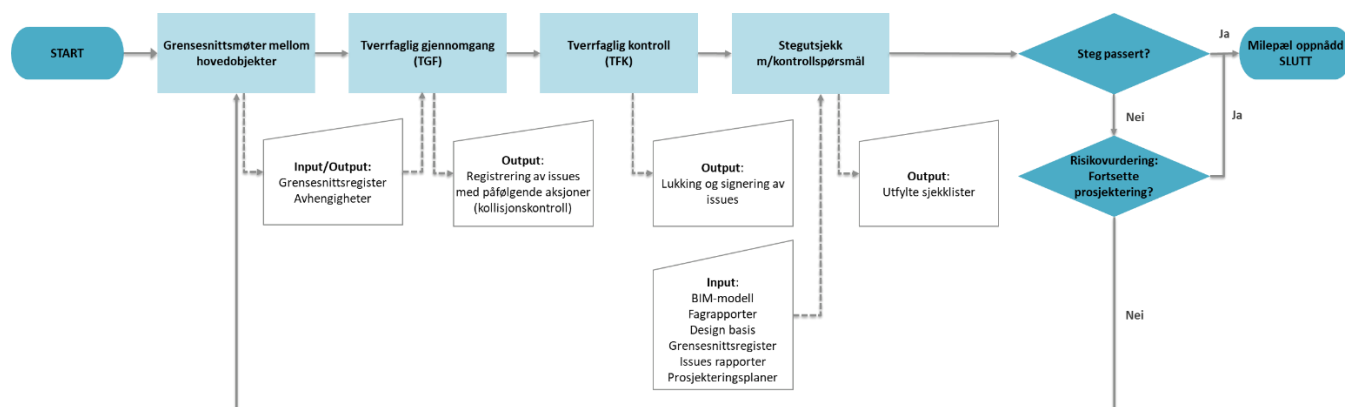 START
Grensesnittsmøter mellom
hovedobjekter
Tverrfaglig gjennomgang
(TGF)
Tverrfaglig kontroll
(TFK)
Stegutsjekk
m/kontrollspørsmål
Steg passert?
Ja
Milepæl oppnådd
SLUTT
Nei
Ja
Input/Output:
Grensesnittsregister
Avhengigheter
Output:
Registrering av issues
med påfølgende aksjoner
(kollisjonskontroll)
Output:
Lukking og signering av
issues
Output:
Utfylte sjekklister
Risikovurdering:
Fortsette
prosjektering?
Input:
BIM-modell
Fagrapporter
Design basis
Grensesnittsregister
Issues rapporter
Prosjekteringsplaner
Nei